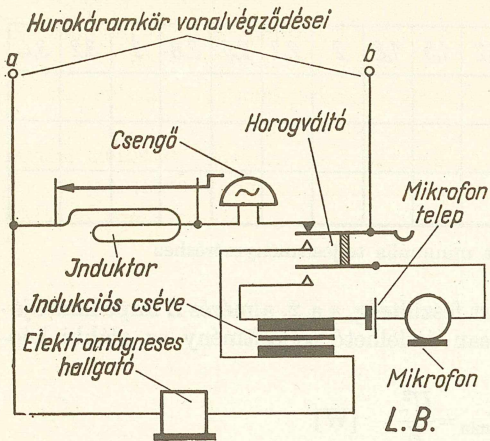 Hurokáramkör vonalvégződései
a
b
Csengő
Horogváltó
Mikrofon
telep
Induktor
Indukciós cséve
Elektromágneses
hallgató
Mikrofon
L.B.